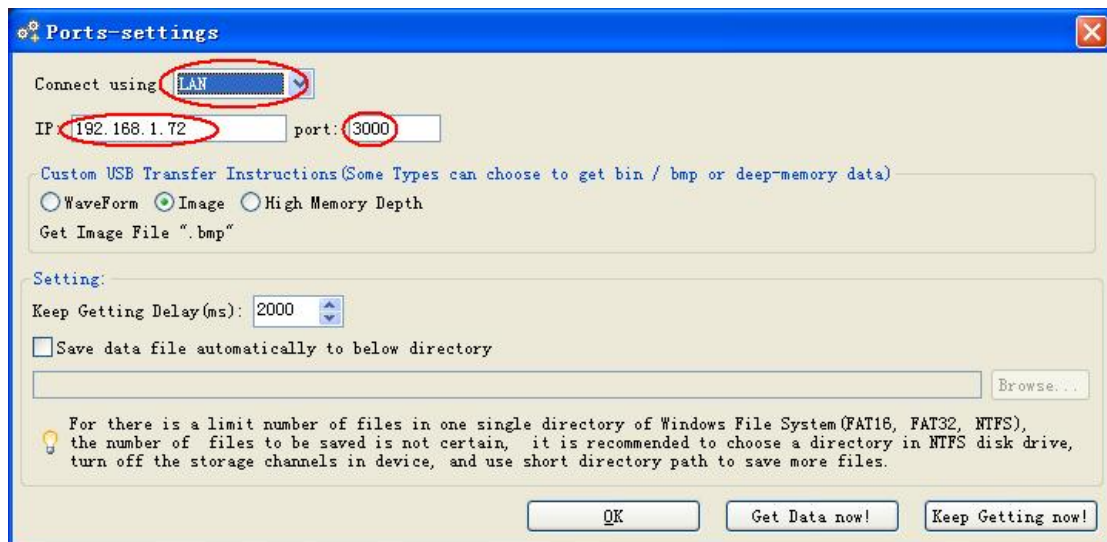 Ports-settings
Connect using LAN
IP: 192.168.1.72 port: 3000
Custom USB Transfer Instructions(Some Types can choose to get bin / bmp or deep-memory data)
WaveForm Image High Memory Depth
Get Image File ".bmp"
Setting:
Keep Getting Delay(ms): 2000
Save data file automatically to below directory
Browse...
For there is a limit number of files in one single directory of Windows File System(FAT16, FAT32, NTFS),
the number of files to be saved is not certain, it is recommended to choose a directory in NTFS disk drive,
turn off the storage channels in device, and use short directory path to save more files.
OK Get Data now! Keep Getting now!